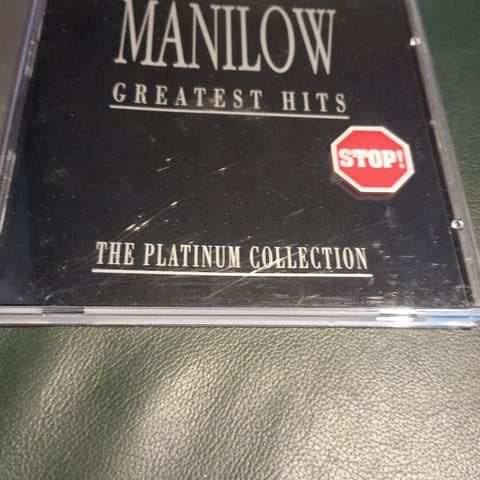 MANILOW
GREATEST HITS
STOP!
THE PLATINUM COLLECTION